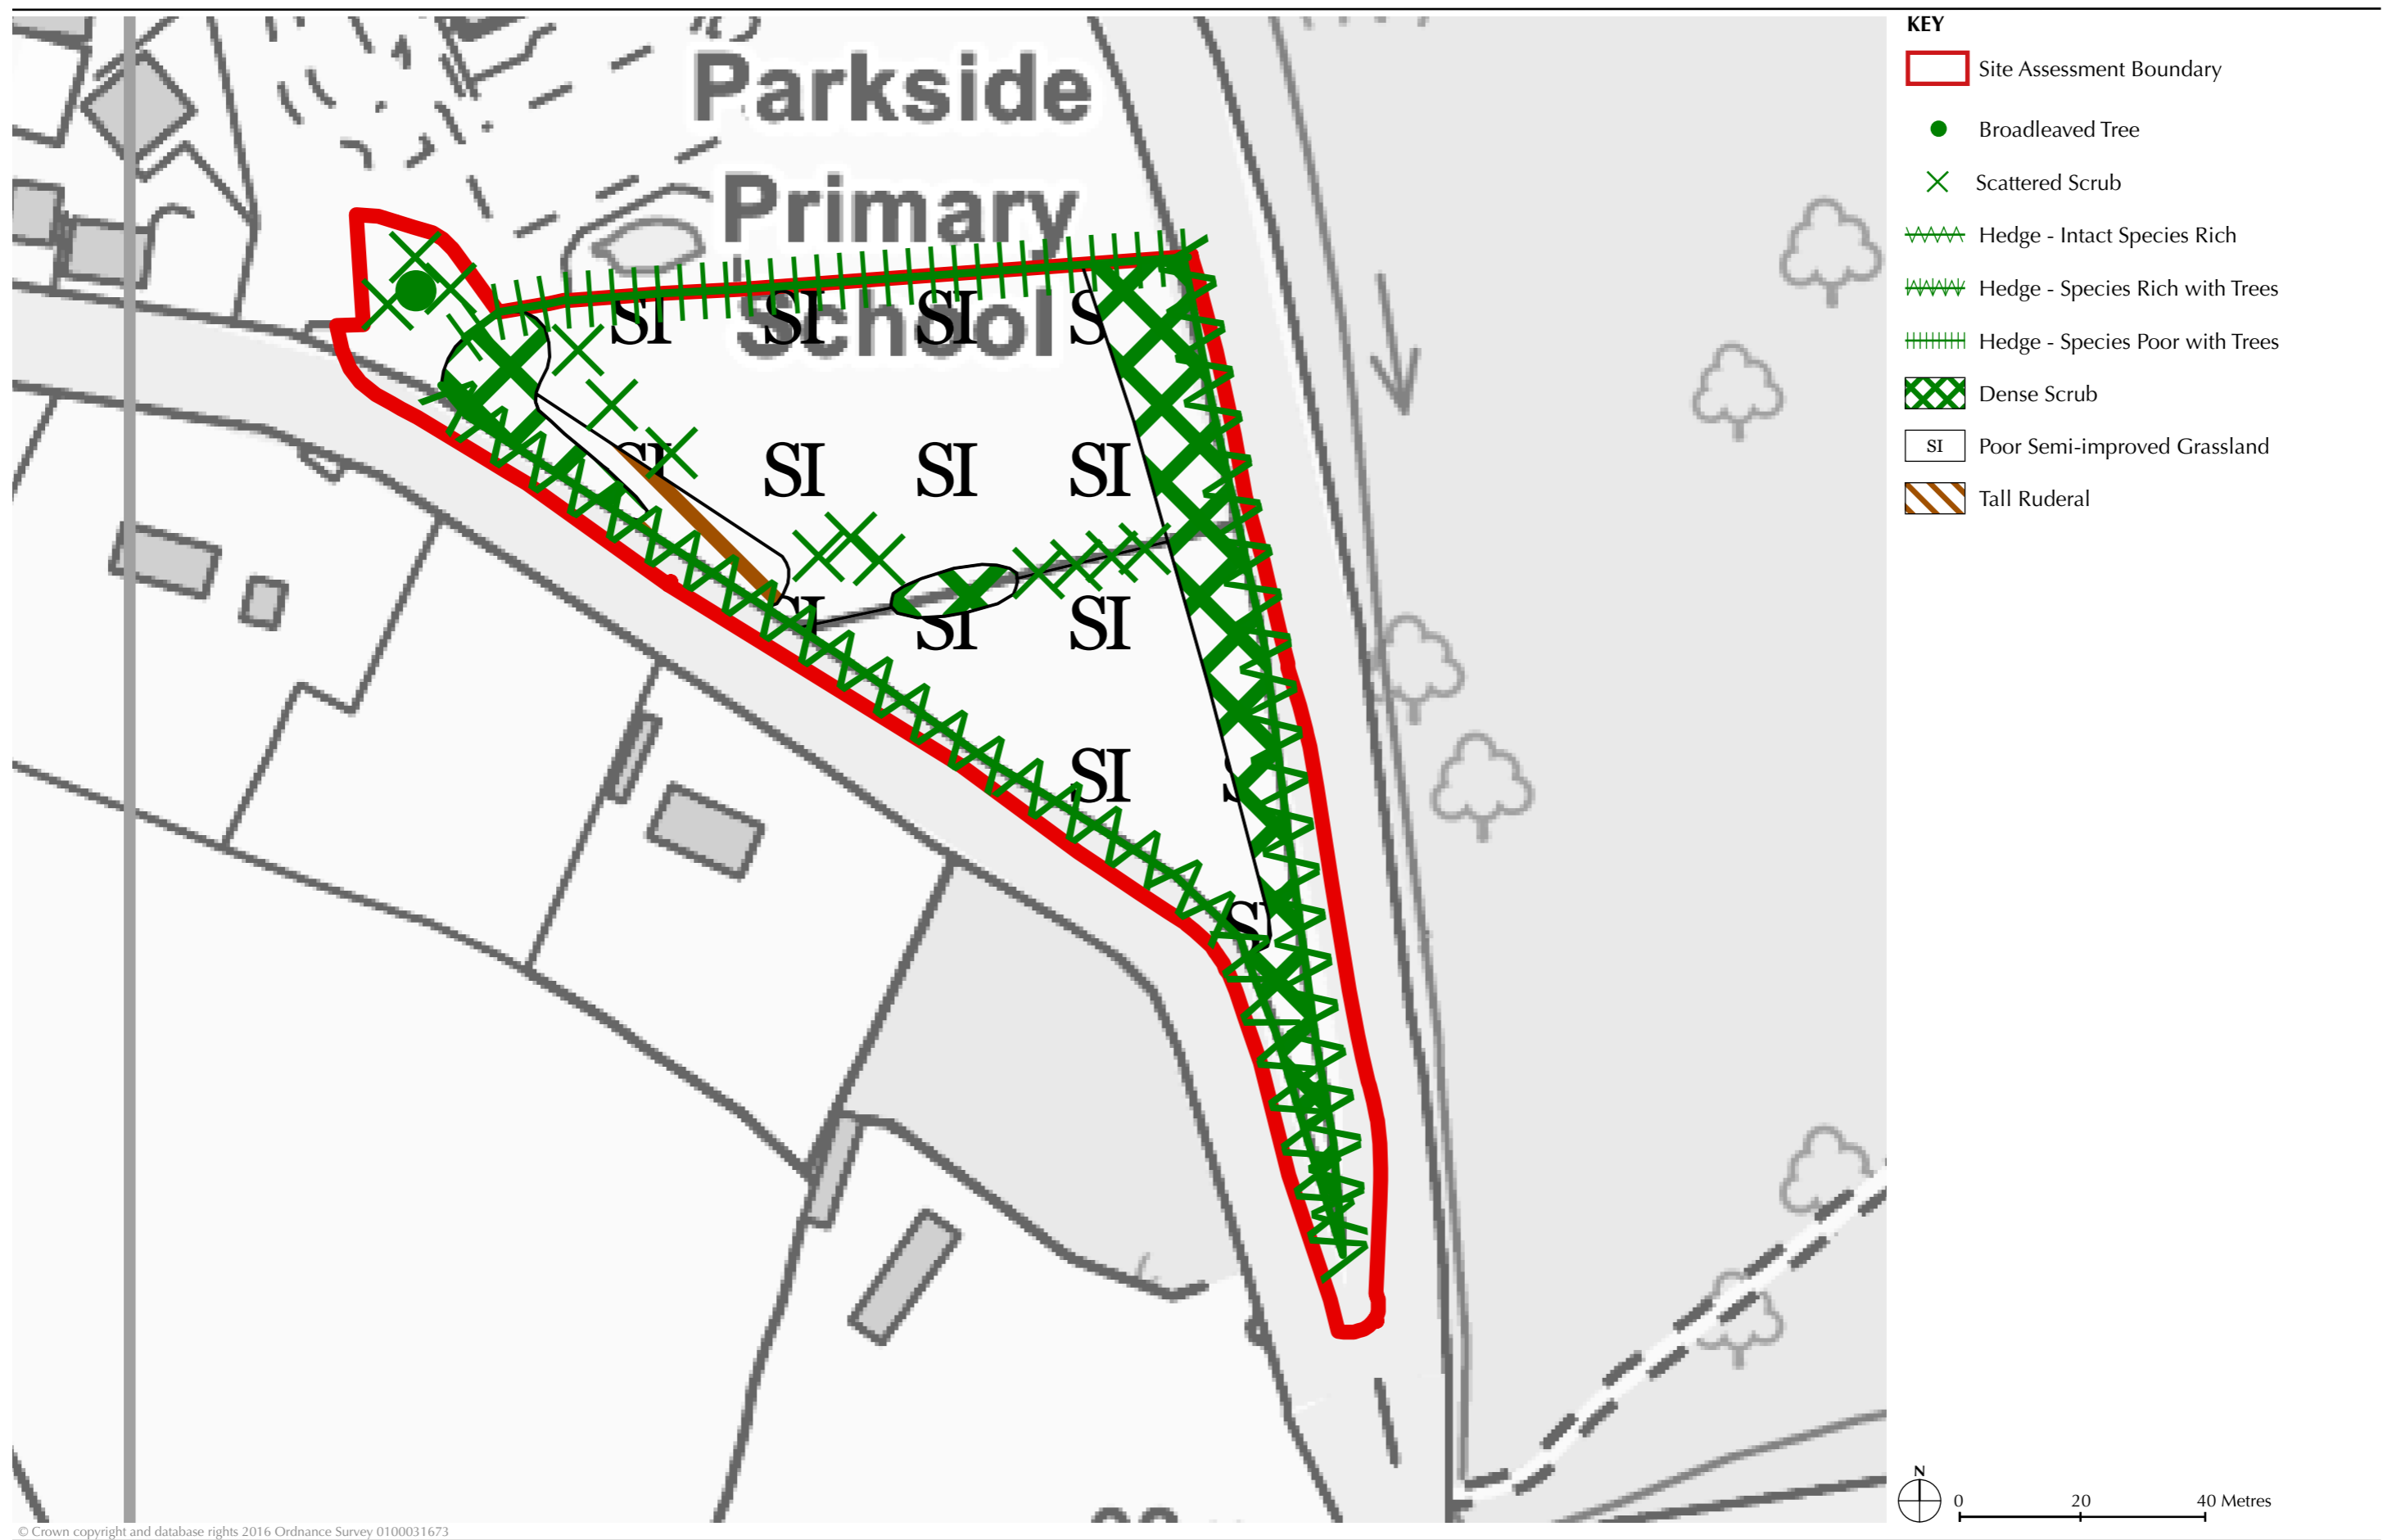 Parkside
Primary
School
SI SI SI S
SI SI SI SI
SI SI SI
SI S
S
KEY
Site Assessment Boundary
Broadleaved Tree
Scattered Scrub
Hedge - Intact Species Rich
Hedge - Species Rich with Trees
Hedge - Species Poor with Trees
Dense Scrub
SI Poor Semi-improved Grassland
Tall Ruderal
N
0 20 40 Metres
© Crown copyright and database rights 2016 Ordnance Survey 0100031673